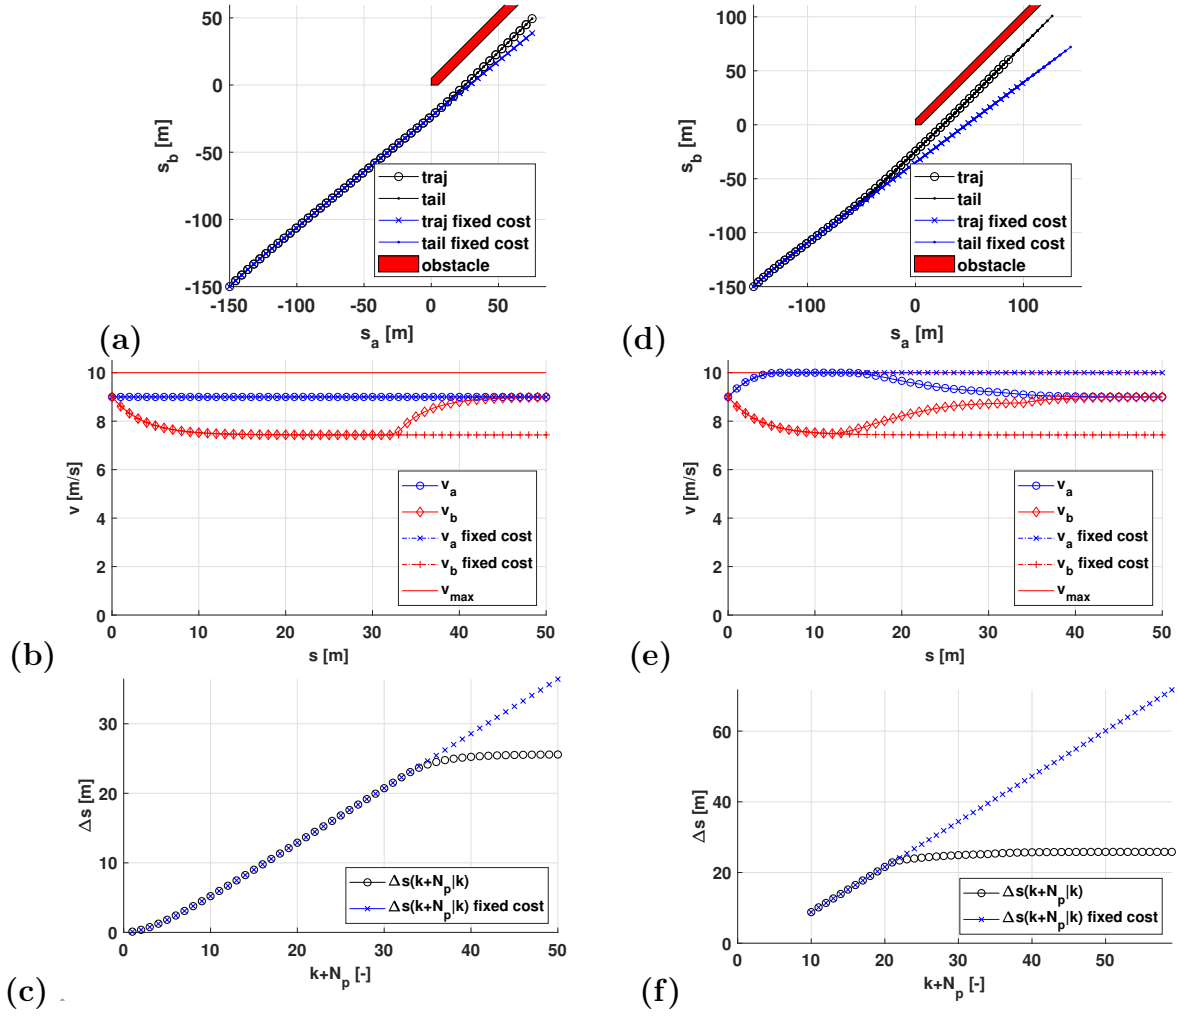 50
0
-50
-100
-150
s_b [m]
traj
tail
traj fixed cost
tail fixed cost
obstacle
-150 -100 -50 0 50
s_a [m]
(a)
100
50
0
-50
-100
-150
s_b [m]
traj
tail
traj fixed cost
tail fixed cost
obstacle
-100 0 100
s_a [m]
(d)
10
8
6
4
2
0
v [m/s]
v_a
v_b
v_a fixed cost
v_b fixed cost
v_max
0 10 20 30 40 50
s [m]
(b)
10
8
6
4
2
0
v [m/s]
v_a
v_b
v_a fixed cost
v_b fixed cost
v_max
0 10 20 30 40 50
s [m]
(e)
30
20
10
0
Δs [m]
Δs(k+N_p|k)
Δs(k+N_p|k) fixed cost
0 10 20 30 40 50
k+N_p [-]
(c)
60
40
20
0
Δs [m]
Δs(k+N_p|k)
Δs(k+N_p|k) fixed cost
0 10 20 30 40 50
k+N_p [-]
(f)